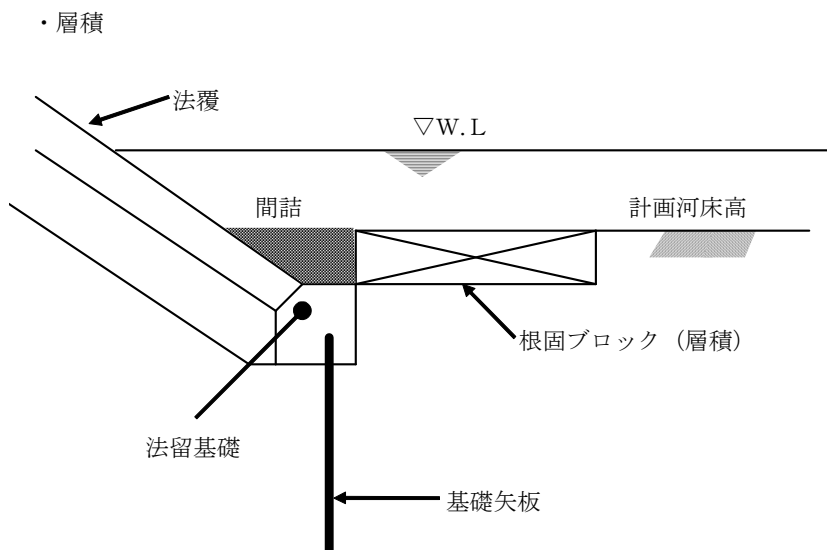 ・層積
法覆
▽W.L
間詰
計画河床高
根固ブロック（層積）
法留基礎
基礎矢板